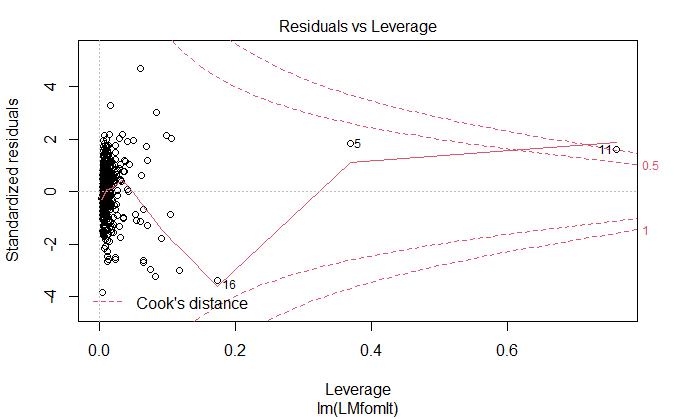 Residuals vs Leverage
Standardized residuals
4
2
0
-2
-4
5
11
16
0.5
1
Cook's distance
0.0
0.2
0.4
0.6
Leverage
lm(LMfomlt)